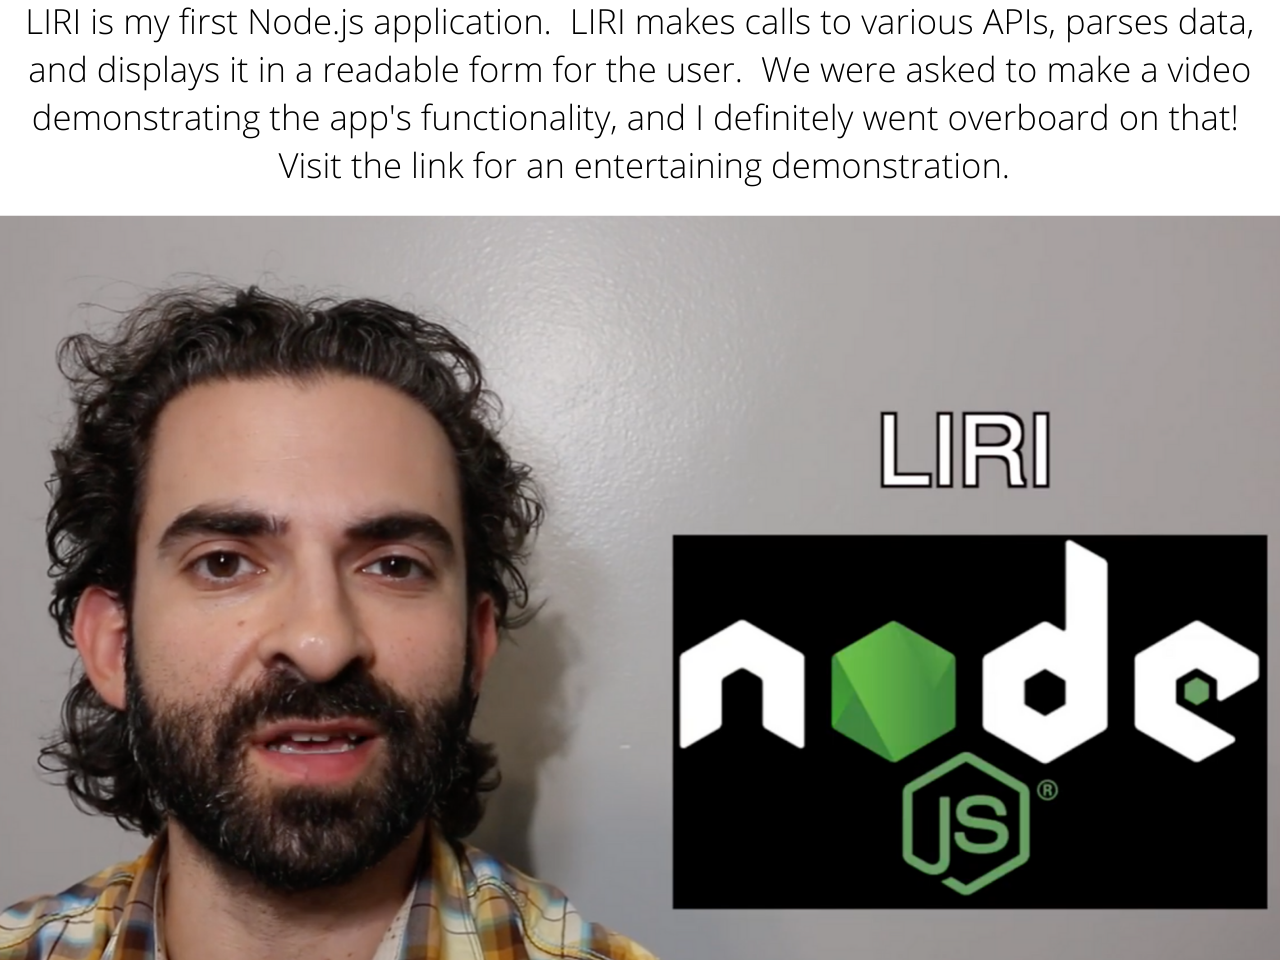 LIRI is my first Node.js application.  LIRI makes calls to various APIs, parses data,
and displays it in a readable form for the user.  We were asked to make a video
demonstrating the app's functionality, and I definitely went overboard on that!
Visit the link for an entertaining demonstration.
LIRI
node
JS®